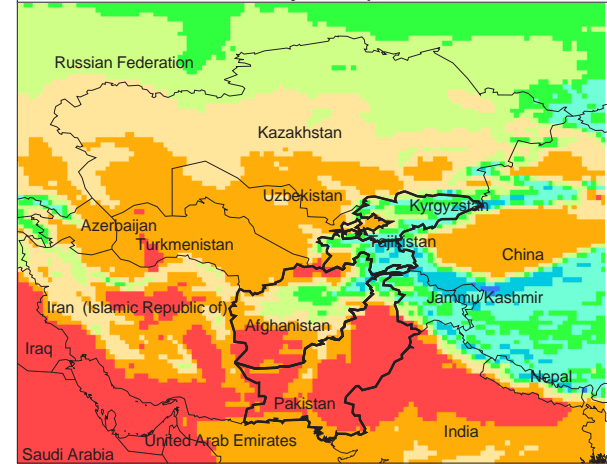 Russian Federation
Kazakhstan
Uzbekistan
Kyrgyzstan
Azerbaijan
Turkmenistan
Tajikistan
China
Iran (Islamic Republic of)
Jammu Kashmir
Afghanistan
Iraq
Nepal
Pakistan
India
United Arab Emirates
Saudi Arabia